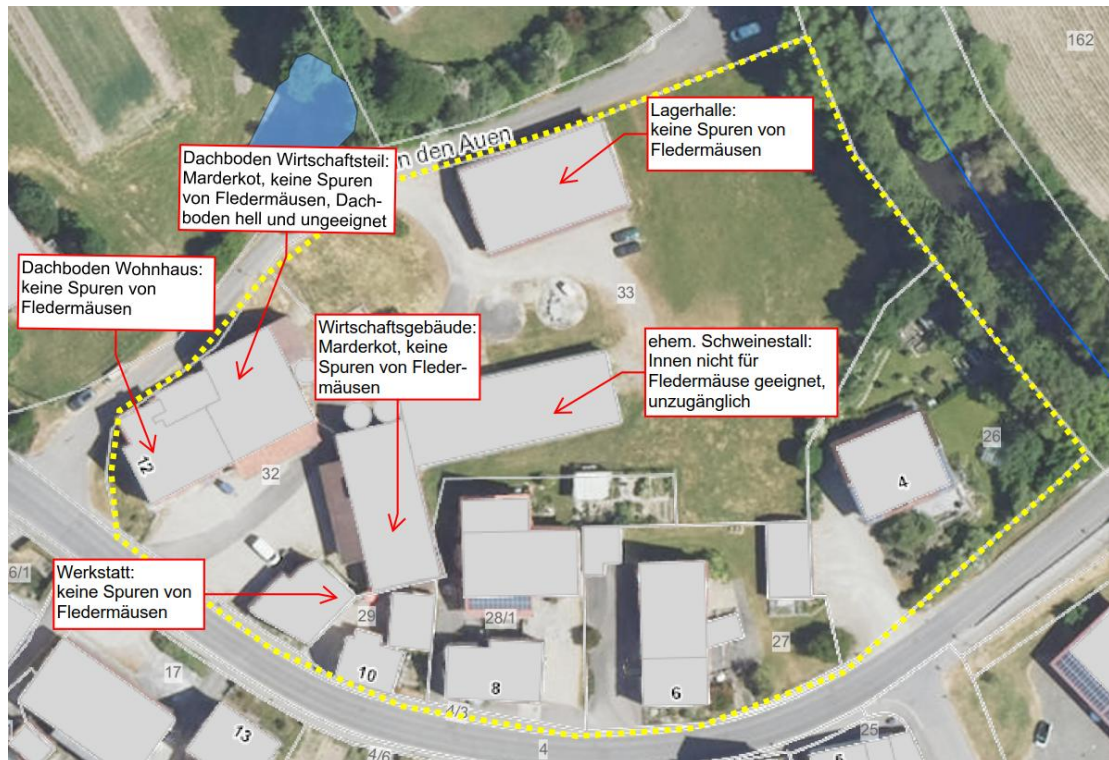 162
Lagerhalle:
keine Spuren von
Fledermäusen
n den Auen
Dachboden Wirtschaftsteil:
Marderkot, keine Spuren
von Fledermäusen, Dach-
boden hell und ungeeignet
Dachboden Wohnhaus:
keine Spuren von
Fledermäusen
33
Wirtschaftsgebäude:
Marderkot, keine
Spuren von Fleder-
mäusen
ehem. Schweinestall:
Innen nicht für
Fledermäuse geeignet,
unzugänglich
12
32
26
4
Werkstatt:
keine Spuren von
Fledermäusen
6/1
29
28/1
27
17
10
8
6
4/3
13
4/6
4
25
5